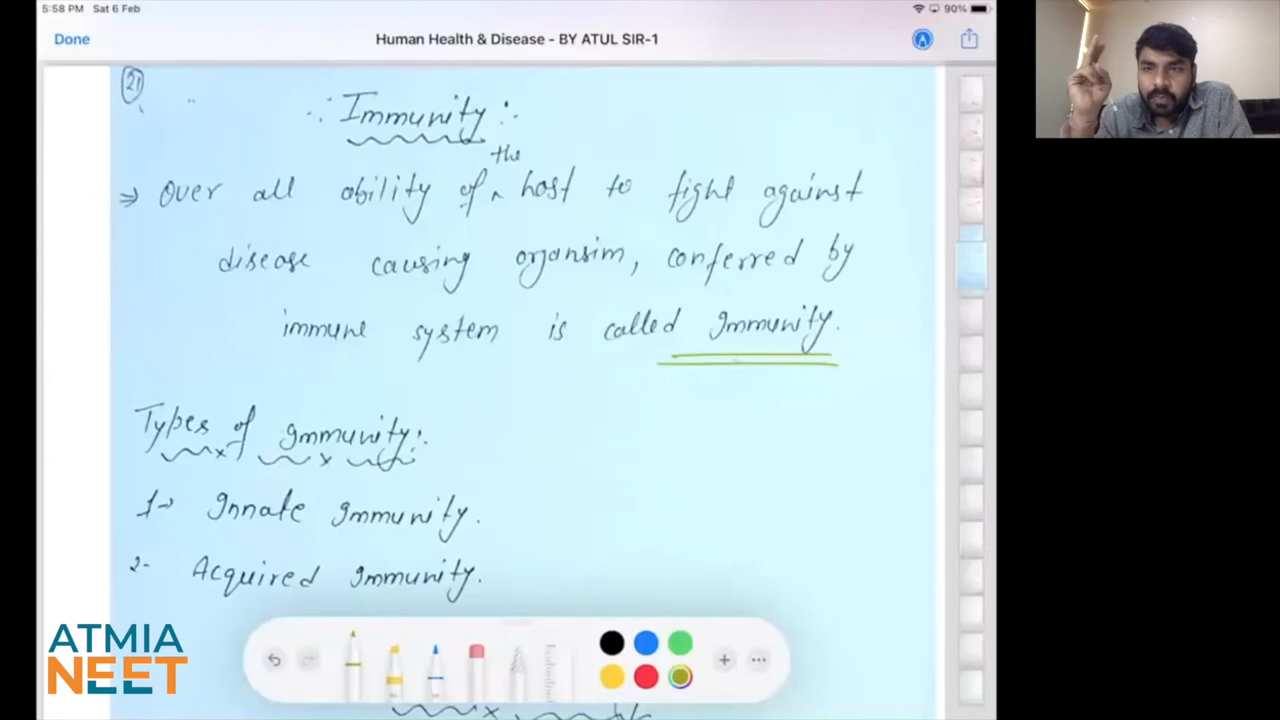 5:58 PM Sat 6 Feb
90%
Done
Human Health & Disease - BY ATUL SIR-1
21
Immunity :
the
⇒ Over all ability of ^ host to fight against
disease causing organsim, conferred by
immune system is called Immunity.
Types of Immunity:
1→ Innate Immunity.
2- Acquired Immunity.
ATMIA
NEET